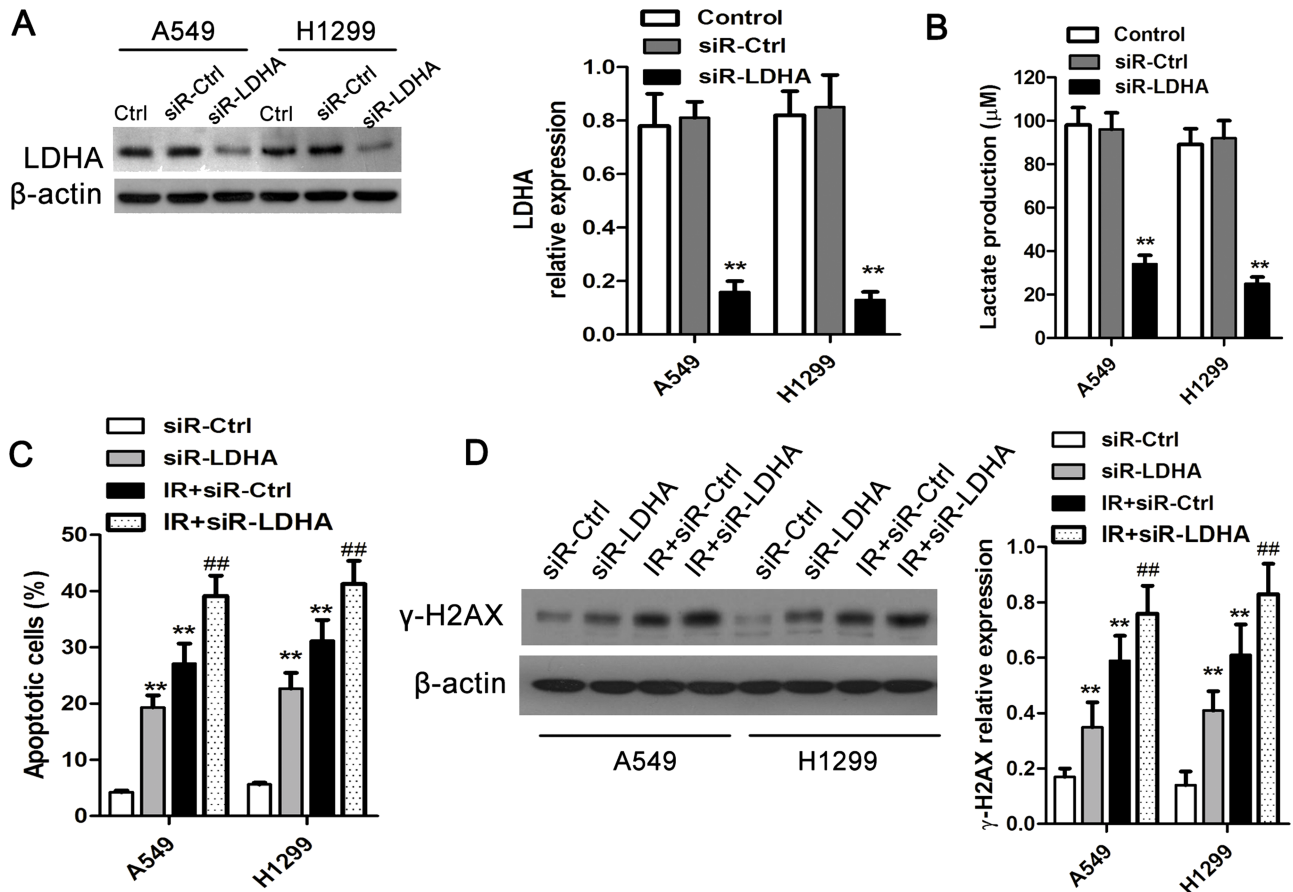 A
A549 H1299
Ctrl siR-Ctrl siR-LDHA Ctrl siR-Ctrl siR-LDHA
LDHA
β-actin
Control
siR-Ctrl
siR-LDHA
LDHA
relative expression
1.0
0.8
0.6
0.4
0.2
0.0
** **
A549 H1299
B
Control
siR-Ctrl
siR-LDHA
Lactate production (μM)
120
100
80
60
40
20
0
** **
A549 H1299
C
siR-Ctrl
siR-LDHA
IR+siR-Ctrl
IR+siR-LDHA
Apoptotic cells (%)
50
40
30
20
10
0
** ** ## ** ** ##
A549 H1299
D
siR-Ctrl siR-LDHA IR+siR-Ctrl IR+siR-LDHA siR-Ctrl siR-LDHA IR+siR-Ctrl IR+siR-LDHA
γ-H2AX
β-actin
A549 H1299
siR-Ctrl
siR-LDHA
IR+siR-Ctrl
IR+siR-LDHA
γ-H2AX relative expression
1.0
0.8
0.6
0.4
0.2
0.0
** ** ## ** ** ##
A549 H1299